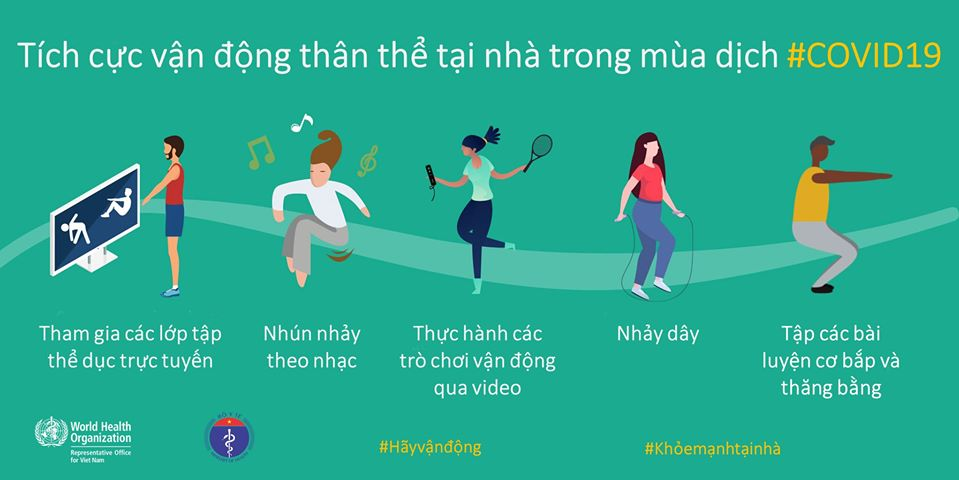 Tích cực vận động thân thể tại nhà trong mùa dịch #COVID19
Tham gia các lớp tập
thể dục trực tuyến
Nhún nhảy
theo nhạc
Thực hành các
trò chơi vận động
qua video
Nhảy dây
Tập các bài
luyện cơ bắp và
thăng bằng
World Health
Organization
Representative Office
for Viet Nam
BỘ Y TẾ
MINISTRY OF HEALTH
#Hãyvậnđộng
#Khỏemạnhtạinhà